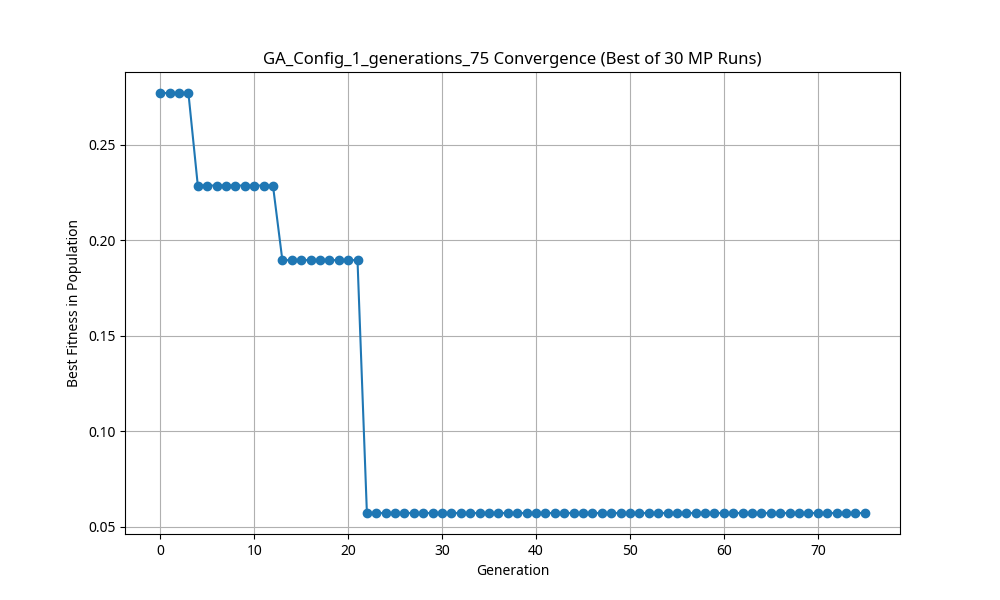 GA_Config_1_generations_75 Convergence (Best of 30 MP Runs)
Best Fitness in Population
0.25
0.20
0.15
0.10
0.05
0 10 20 30 40 50 60 70
Generation